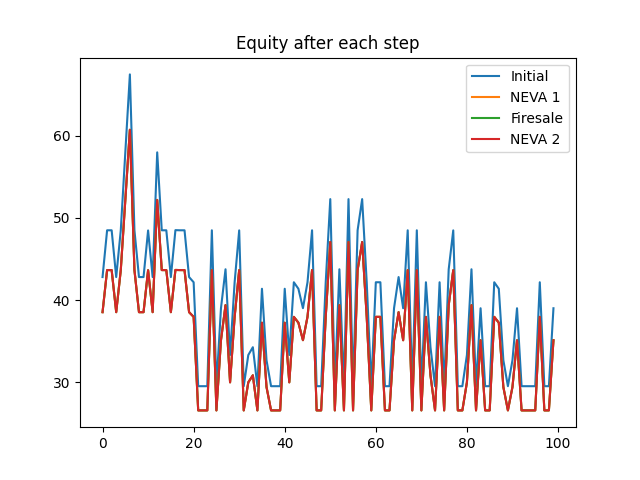 Equity after each step
Initial
NEVA 1
Firesale
NEVA 2
60
50
40
30
0 20 40 60 80 100